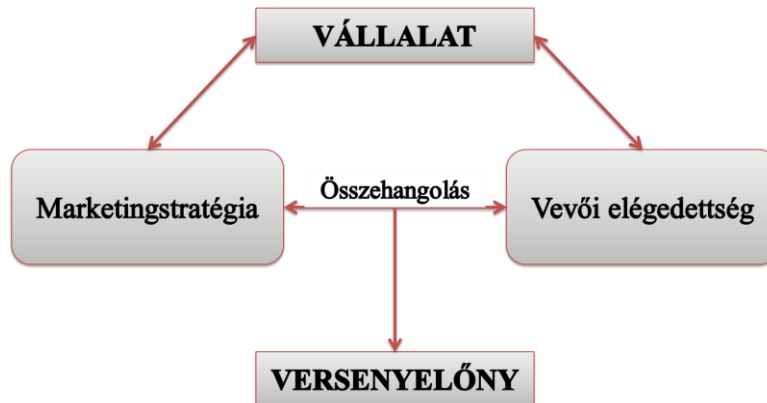 VÁLLALAT
Marketingstratégia
Összehangolás
Vevői elégedettség
VERSENYELŐNY